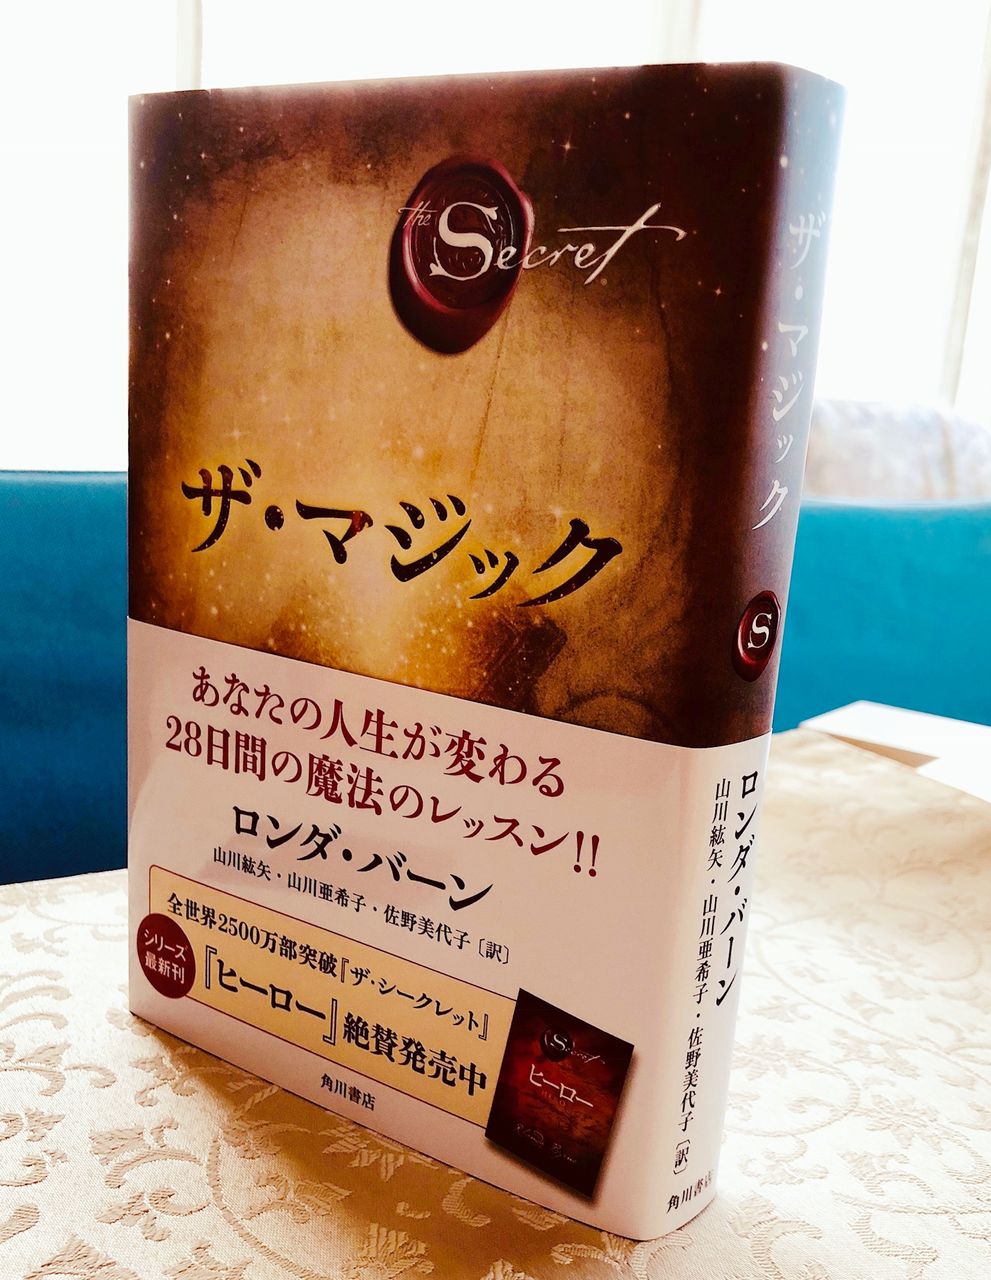 the Secret
ザ・マジック
あなたの人生が変わる
28日間の魔法のレッスン!!
ロンダ・バーン
山川紘矢・山川亜希子・佐野美代子〔訳〕
シリーズ
最新刊
全世界2500万部突破『ザ・シークレット』
『ヒーロー』絶賛発売中
角川書店
Secret
ヒーロー
ザ・マジック
S
ロンダ・バーン
山川紘矢・山川亜希子・佐野美代子〔訳〕
角川書店